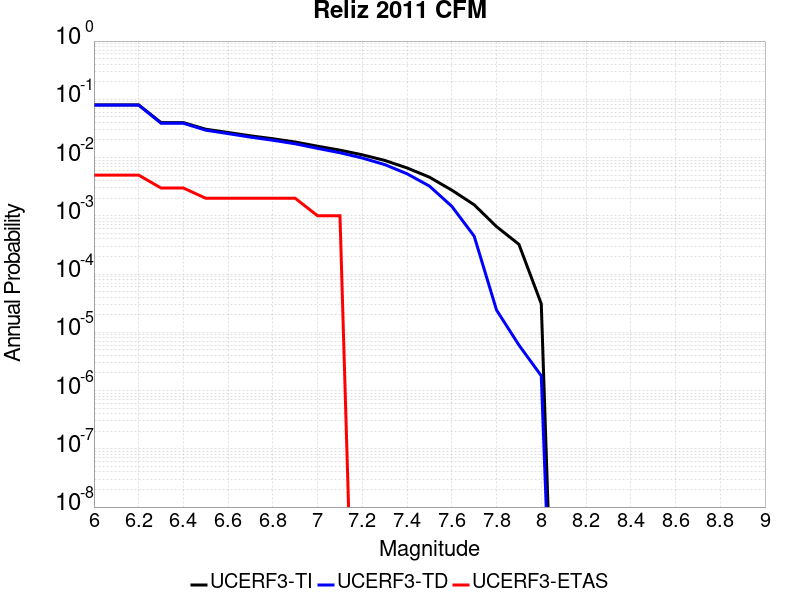 Reliz 2011 CFM
10^0
10^-1
10^-2
10^-3
10^-4
10^-5
10^-6
10^-7
10^-8
Annual Probability
6 6.2 6.4 6.6 6.8 7 7.2 7.4 7.6 7.8 8 8.2 8.4 8.6 8.8 9
Magnitude
UCERF3-TI UCERF3-TD UCERF3-ETAS